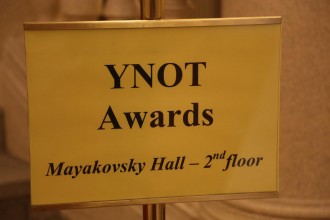 YNOT
Awards
Mayakovsky Hall – 2nd floor